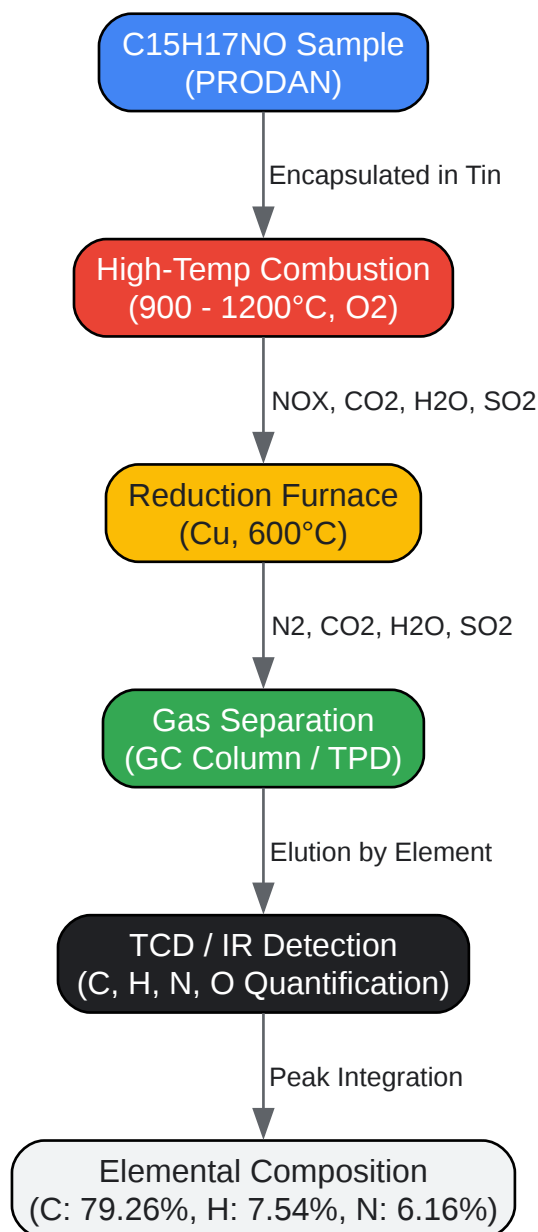 C15H17NO Sample
(PRODAN)
Encapsulated in Tin
High-Temp Combustion
(900 - 1200°C, O2)
NOX, CO2, H2O, SO2
Reduction Furnace
(Cu, 600°C)
N2, CO2, H2O, SO2
Gas Separation
(GC Column / TPD)
Elution by Element
TCD / IR Detection
(C, H, N, O Quantification)
Peak Integration
Elemental Composition
(C: 79.26%, H: 7.54%, N: 6.16%)